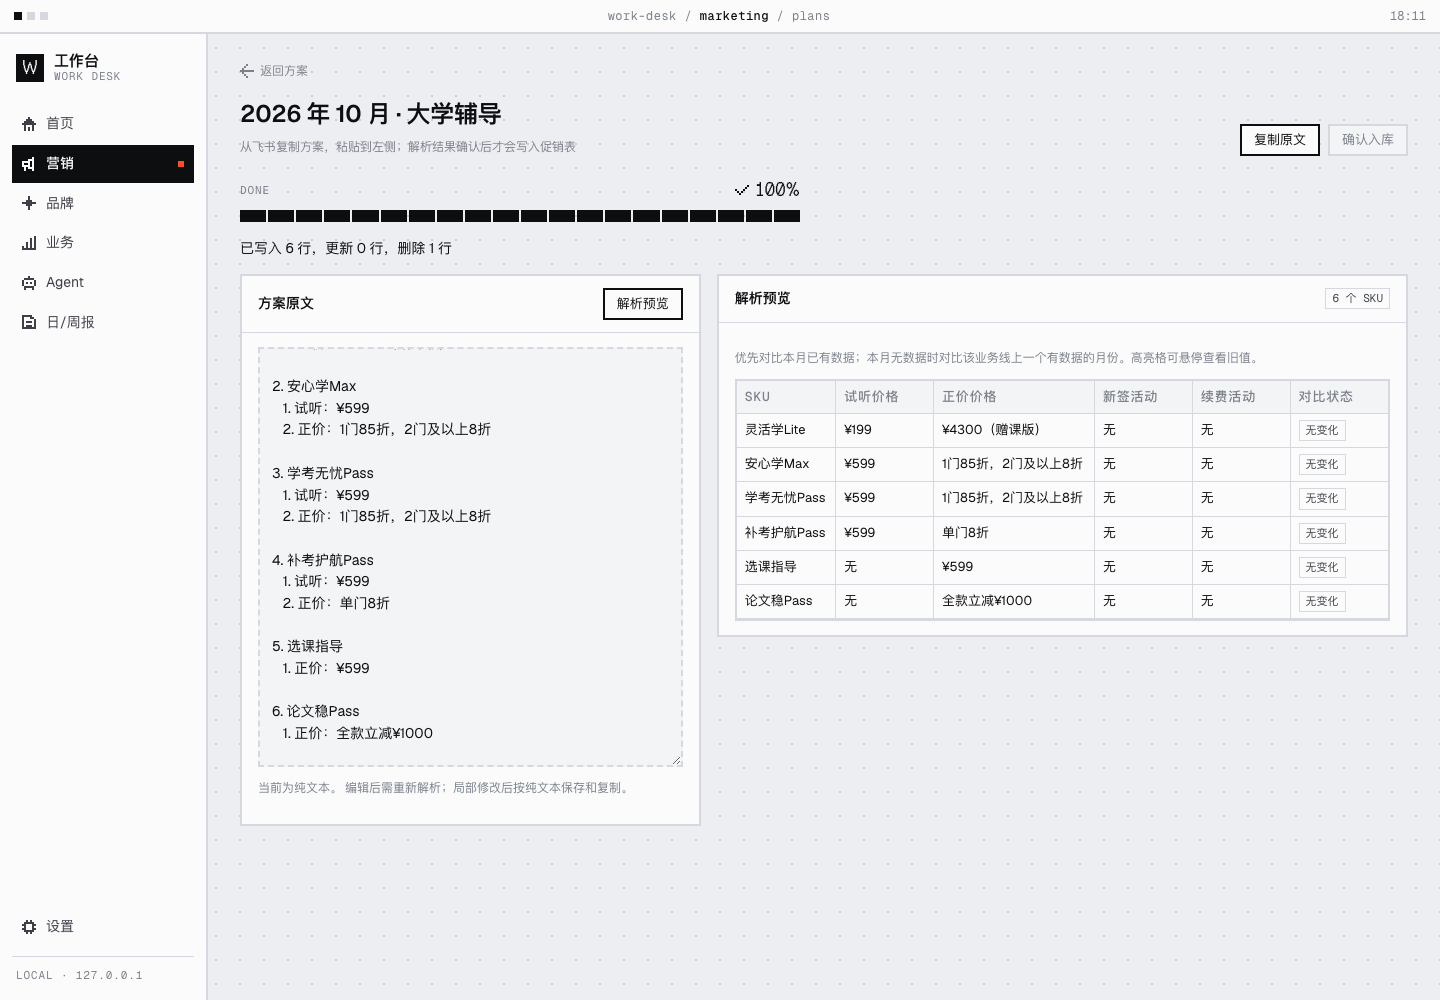 work-desk / marketing / plans
18:11
W
工作台
WORK DESK
首页
营销
品牌
业务
Agent
日/周报
设置
LOCAL · 127.0.0.1
返回方案
2026 年 10 月 · 大学辅导
从飞书复制方案，粘贴到左侧；解析结果确认后才会写入促销表
复制原文
确认入库
DONE
100%
已写入 6 行，更新 0 行，删除 1 行
方案原文
解析预览
2. 安心学Max
1. 试听：¥599
2. 正价：1门85折，2门及以上8折
3. 学考无忧Pass
1. 试听：¥599
2. 正价：1门85折，2门及以上8折
4. 补考护航Pass
1. 试听：¥599
2. 正价：单门8折
5. 选课指导
1. 正价：¥599
6. 论文稳Pass
1. 正价：全款立减¥1000
当前为纯文本。 编辑后需重新解析；局部修改后按纯文本保存和复制。
解析预览
6 个 SKU
优先对比本月已有数据；本月无数据时对比该业务线上一个有数据的月份。高亮格可悬停查看旧值。
SKU 试听价格 正价价格 新签活动 续费活动 对比状态
灵活学Lite ¥199 ¥4300（赠课版） 无 无 无变化
安心学Max ¥599 1门85折，2门及以上8折 无 无 无变化
学考无忧Pass ¥599 1门85折，2门及以上8折 无 无 无变化
补考护航Pass ¥599 单门8折 无 无 无变化
选课指导 无 ¥599 无 无 无变化
论文稳Pass 无 全款立减¥1000 无 无 无变化